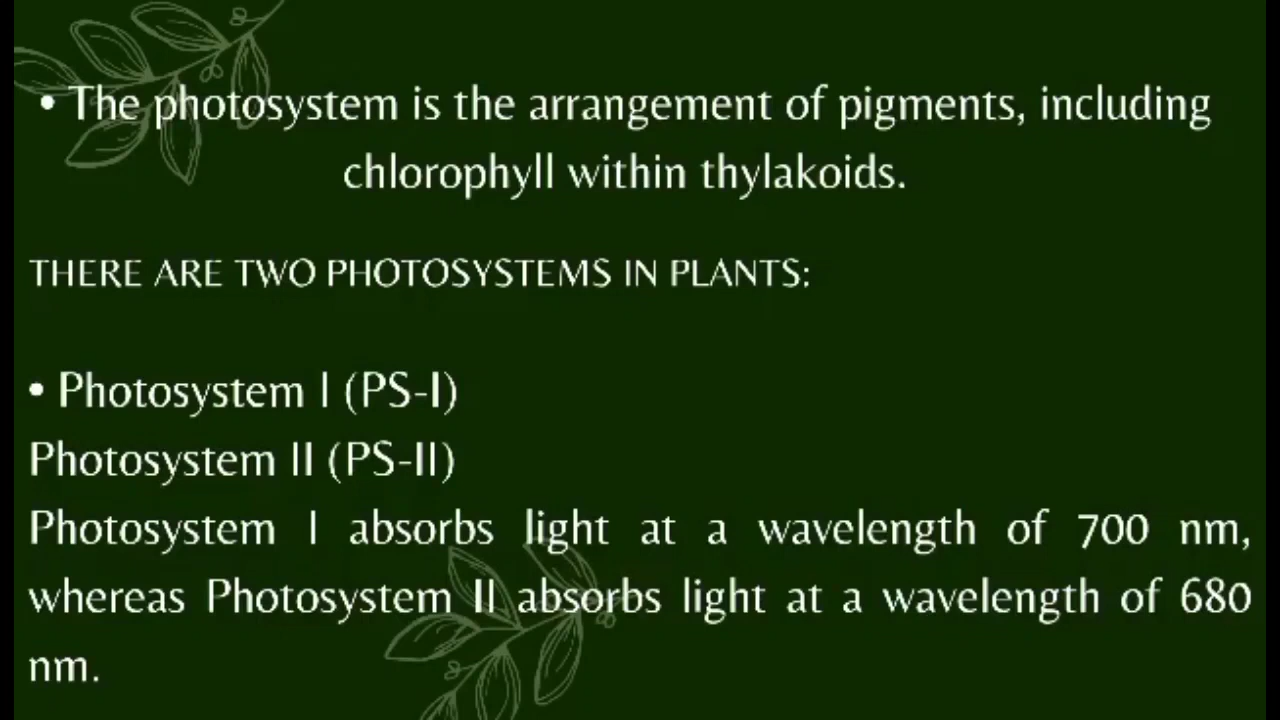 • The photosystem is the arrangement of pigments, including
chlorophyll within thylakoids.
THERE ARE TWO PHOTOSYSTEMS IN PLANTS:
• Photosystem I (PS-I)
Photosystem II (PS-II)
Photosystem I absorbs light at a wavelength of 700 nm,
whereas Photosystem II absorbs light at a wavelength of 680
nm.